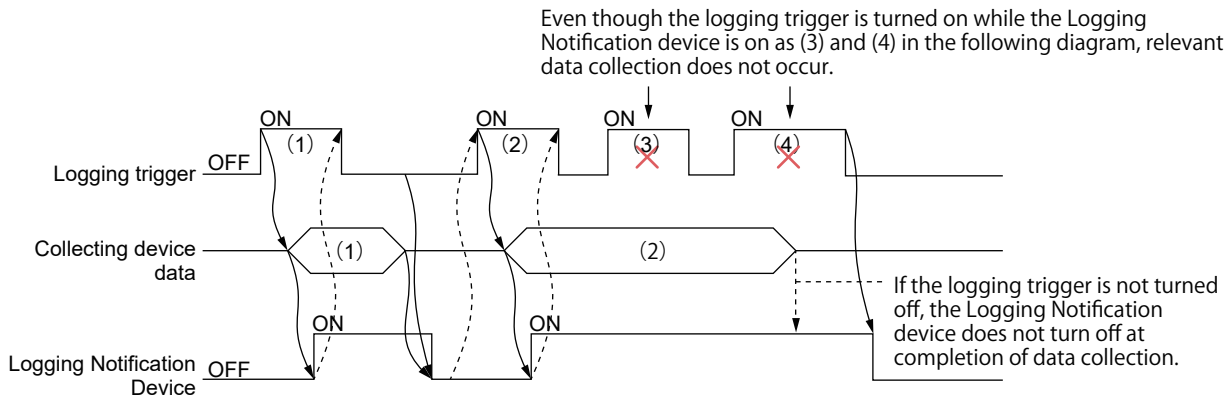 Even though the logging trigger is turned on while the Logging
Notification device is on as (3) and (4) in the following diagram, relevant
data collection does not occur.
ON
ON
ON
ON
(1)
(2)
(3)
(4)
OFF
Logging trigger
Collecting device
data
(1)
(2)
If the logging trigger is not turned
off, the Logging Notification
device does not turn off at
completion of data collection.
ON
ON
Logging Notification
Device
OFF